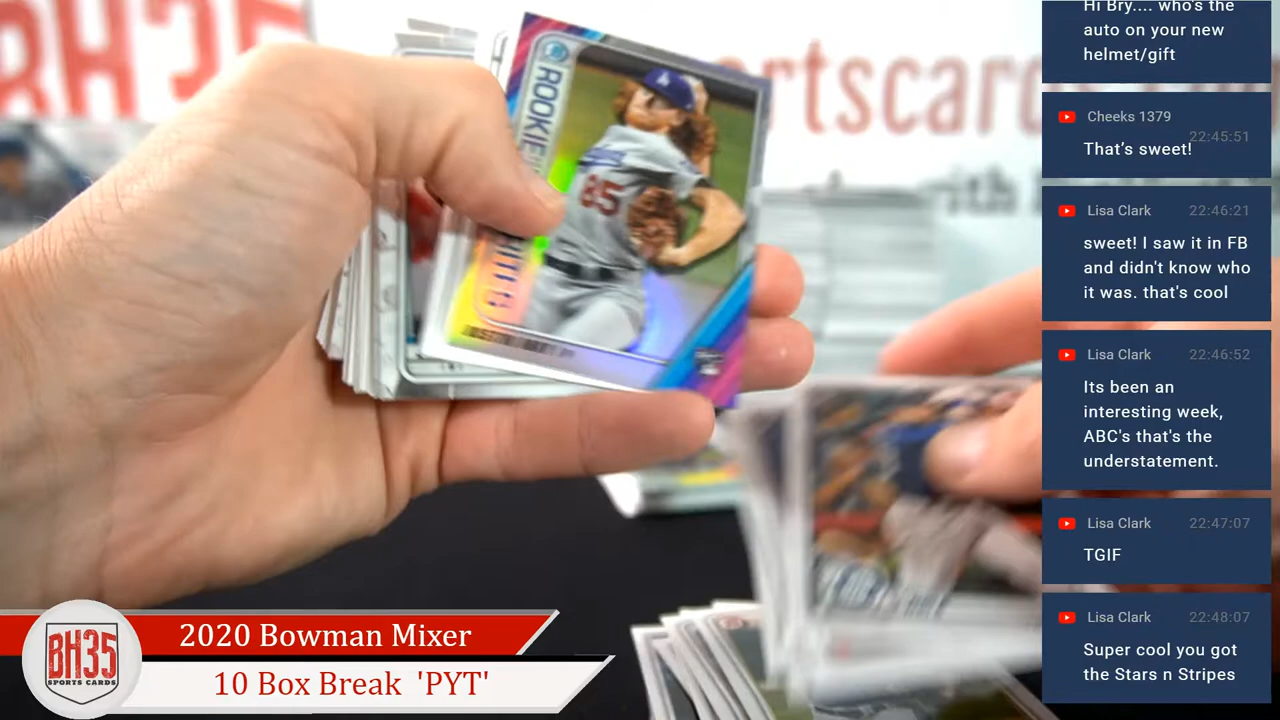 BH35
rtscar
ith
ROOKIE
85
Hi Bry.... who's the
auto on your new
helmet/gift
Cheeks 1379
22:45:51
That's sweet!
Lisa Clark 22:46:21
sweet! I saw it in FB
and didn't know who
it was. that's cool
Lisa Clark 22:46:52
Its been an
interesting week,
ABC's that's the
understatement.
Lisa Clark 22:47:07
TGIF
Lisa Clark 22:48:07
Super cool you got
the Stars n Stripes
2020 Bowman Mixer
10 Box Break 'PYT'
BH35
SPORTS CARDS